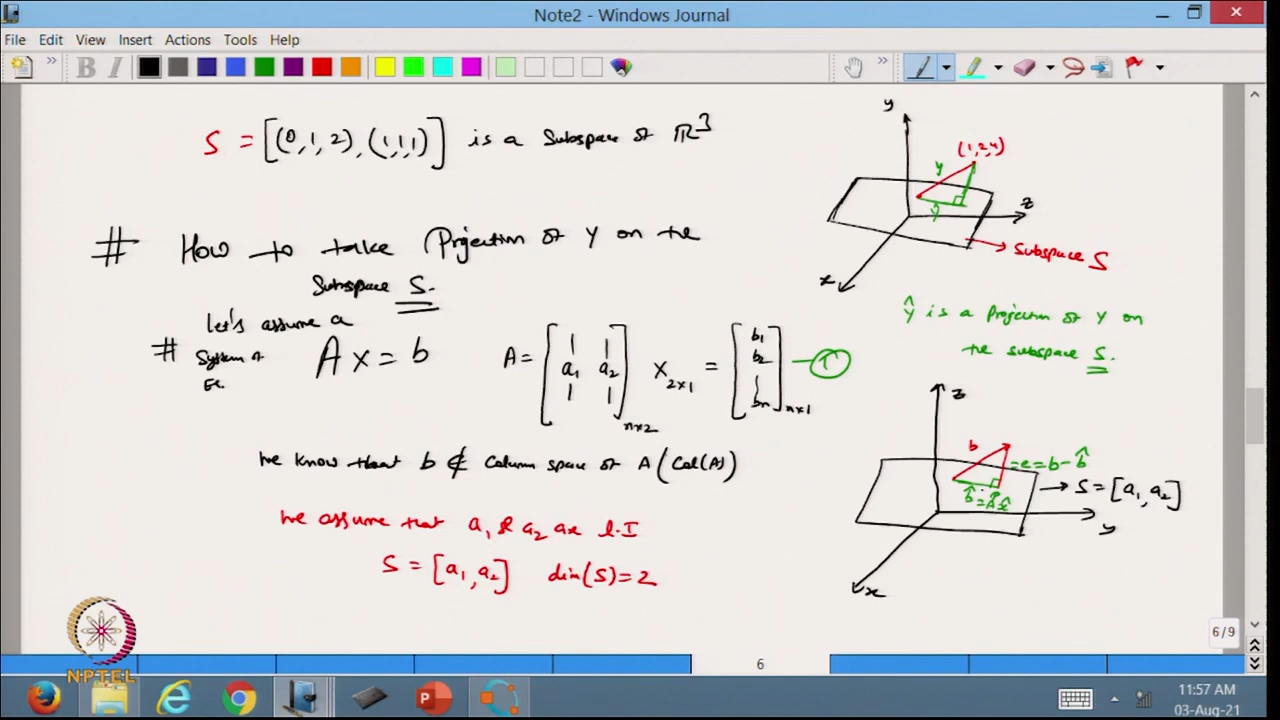 Note2 - Windows Journal
File Edit View Insert Actions Tools Help
S = [(0,1,2),(1,1,1)] is a Subspace of ℝ³
y
(1,2,4)
y
ŷ
z
x
Subspace S
# How to take Projection of Y on the
Subspace S.
Ŷ is a Projection of Y on
the subspace S.
Let's assume a
# System of
Eq.
Ax = b
A = [1 1
a₁ a₂
1 1]n×2 X2×1 = [b₁
b₂
|
bn]n×1 — ①
z
b
= e = b - b̂
b̂ = Ax̂
S = [a₁, a₂]
y
x
We know that b ∉ Column space of A (Col(A))
We assume that a₁ & a₂ are l.I
S = [a₁, a₂] dim(S) = 2
6/9
NPTEL
6
11:57 AM
03-Aug-21